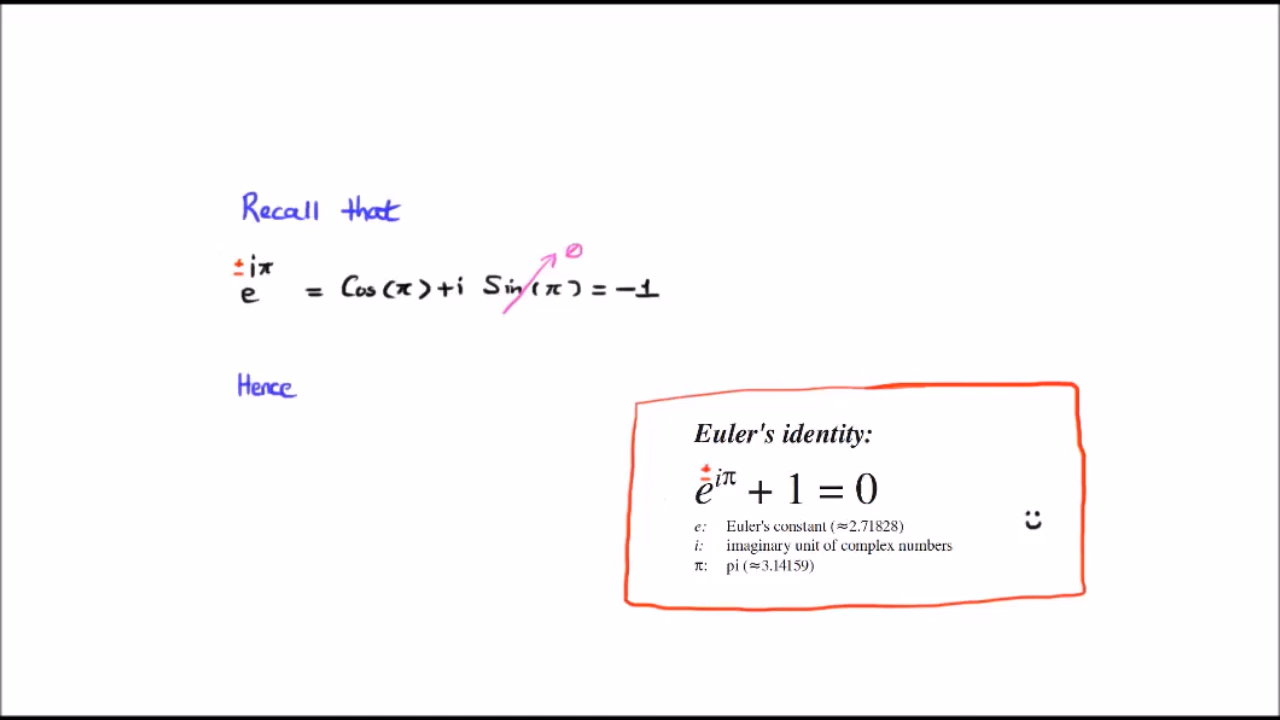 Recall that
e^±iπ = Cos(π)+i Sin(π) = -1
0
Hence
Euler's identity:
e^±iπ + 1 = 0
e: Euler's constant (≈2.71828)
i: imaginary unit of complex numbers
π: pi (≈3.14159)